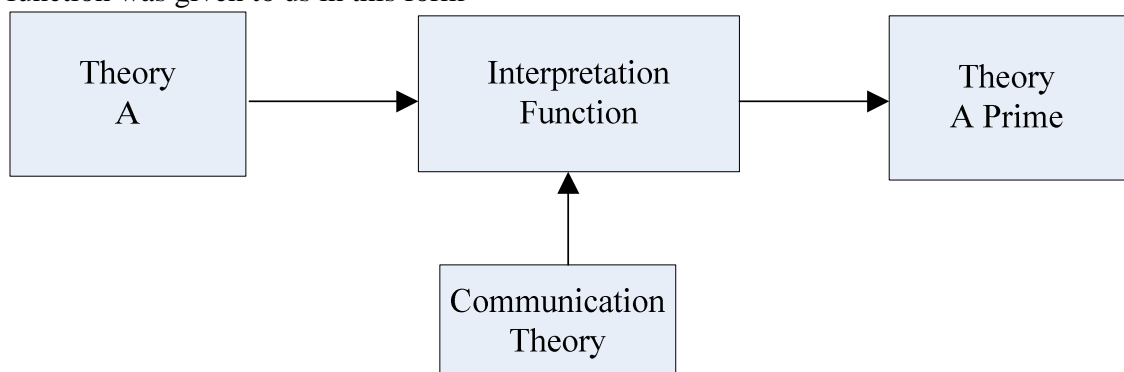 function was given to us in this form
Theory
A
Interpretation
Function
Theory
A Prime
Communication
Theory